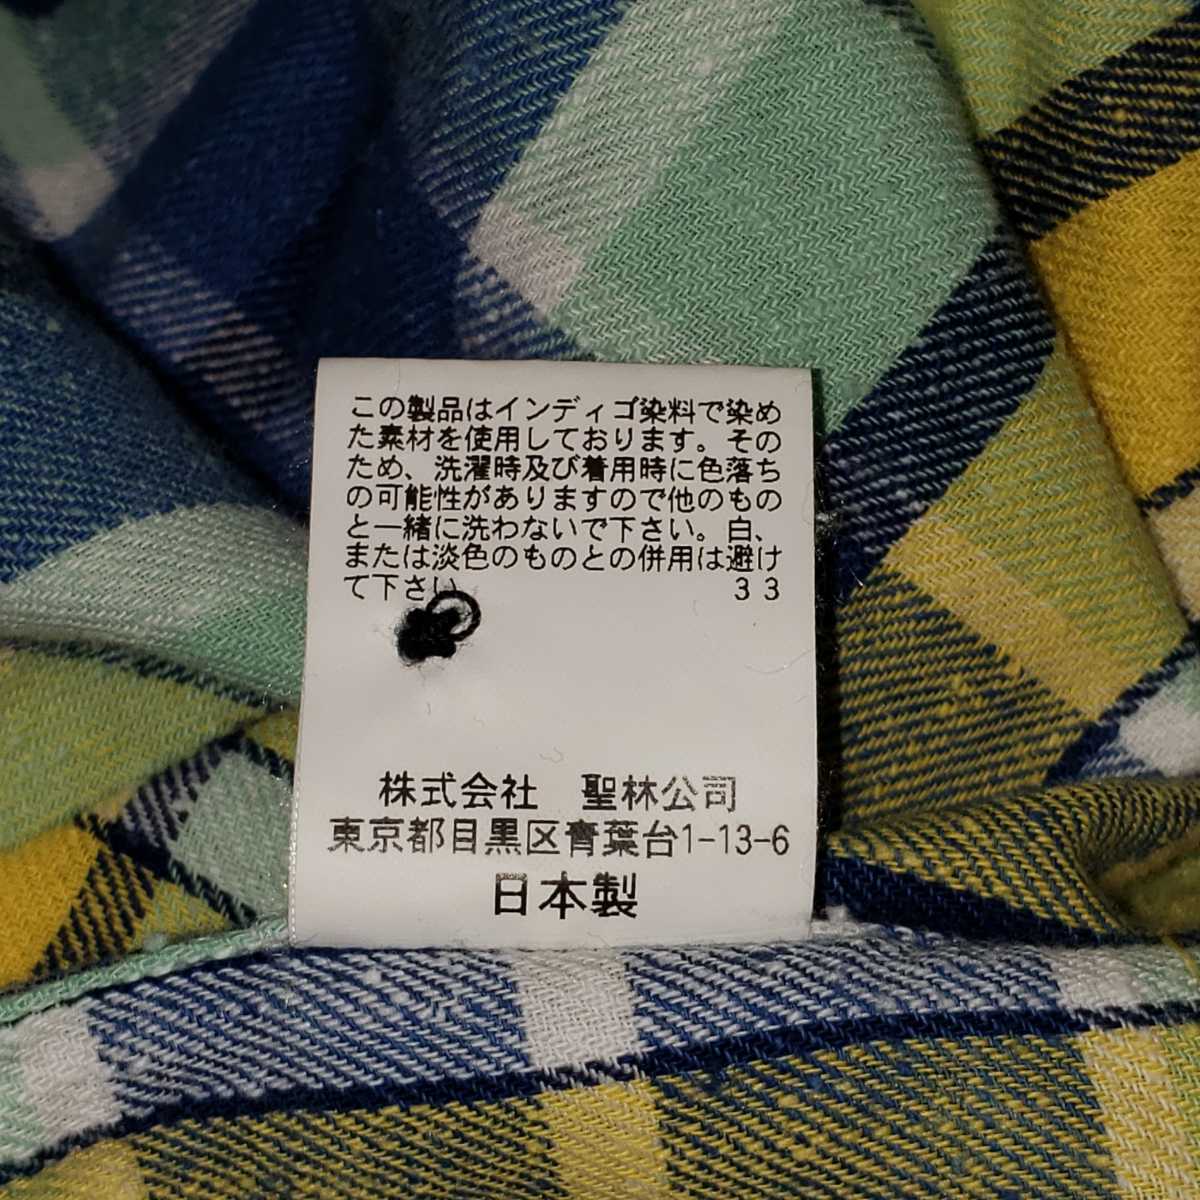 この製品はインディゴ染料で染め
た素材を使用しております。その
ため、洗濯時及び着用時に色落ち
の可能性がありますので他のもの
と一緒に洗わないで下さい。白、
または淡色のものとの併用は避け
て下さい 33
株式会社 聖林公司
東京都目黒区青葉台1-13-6
日本製